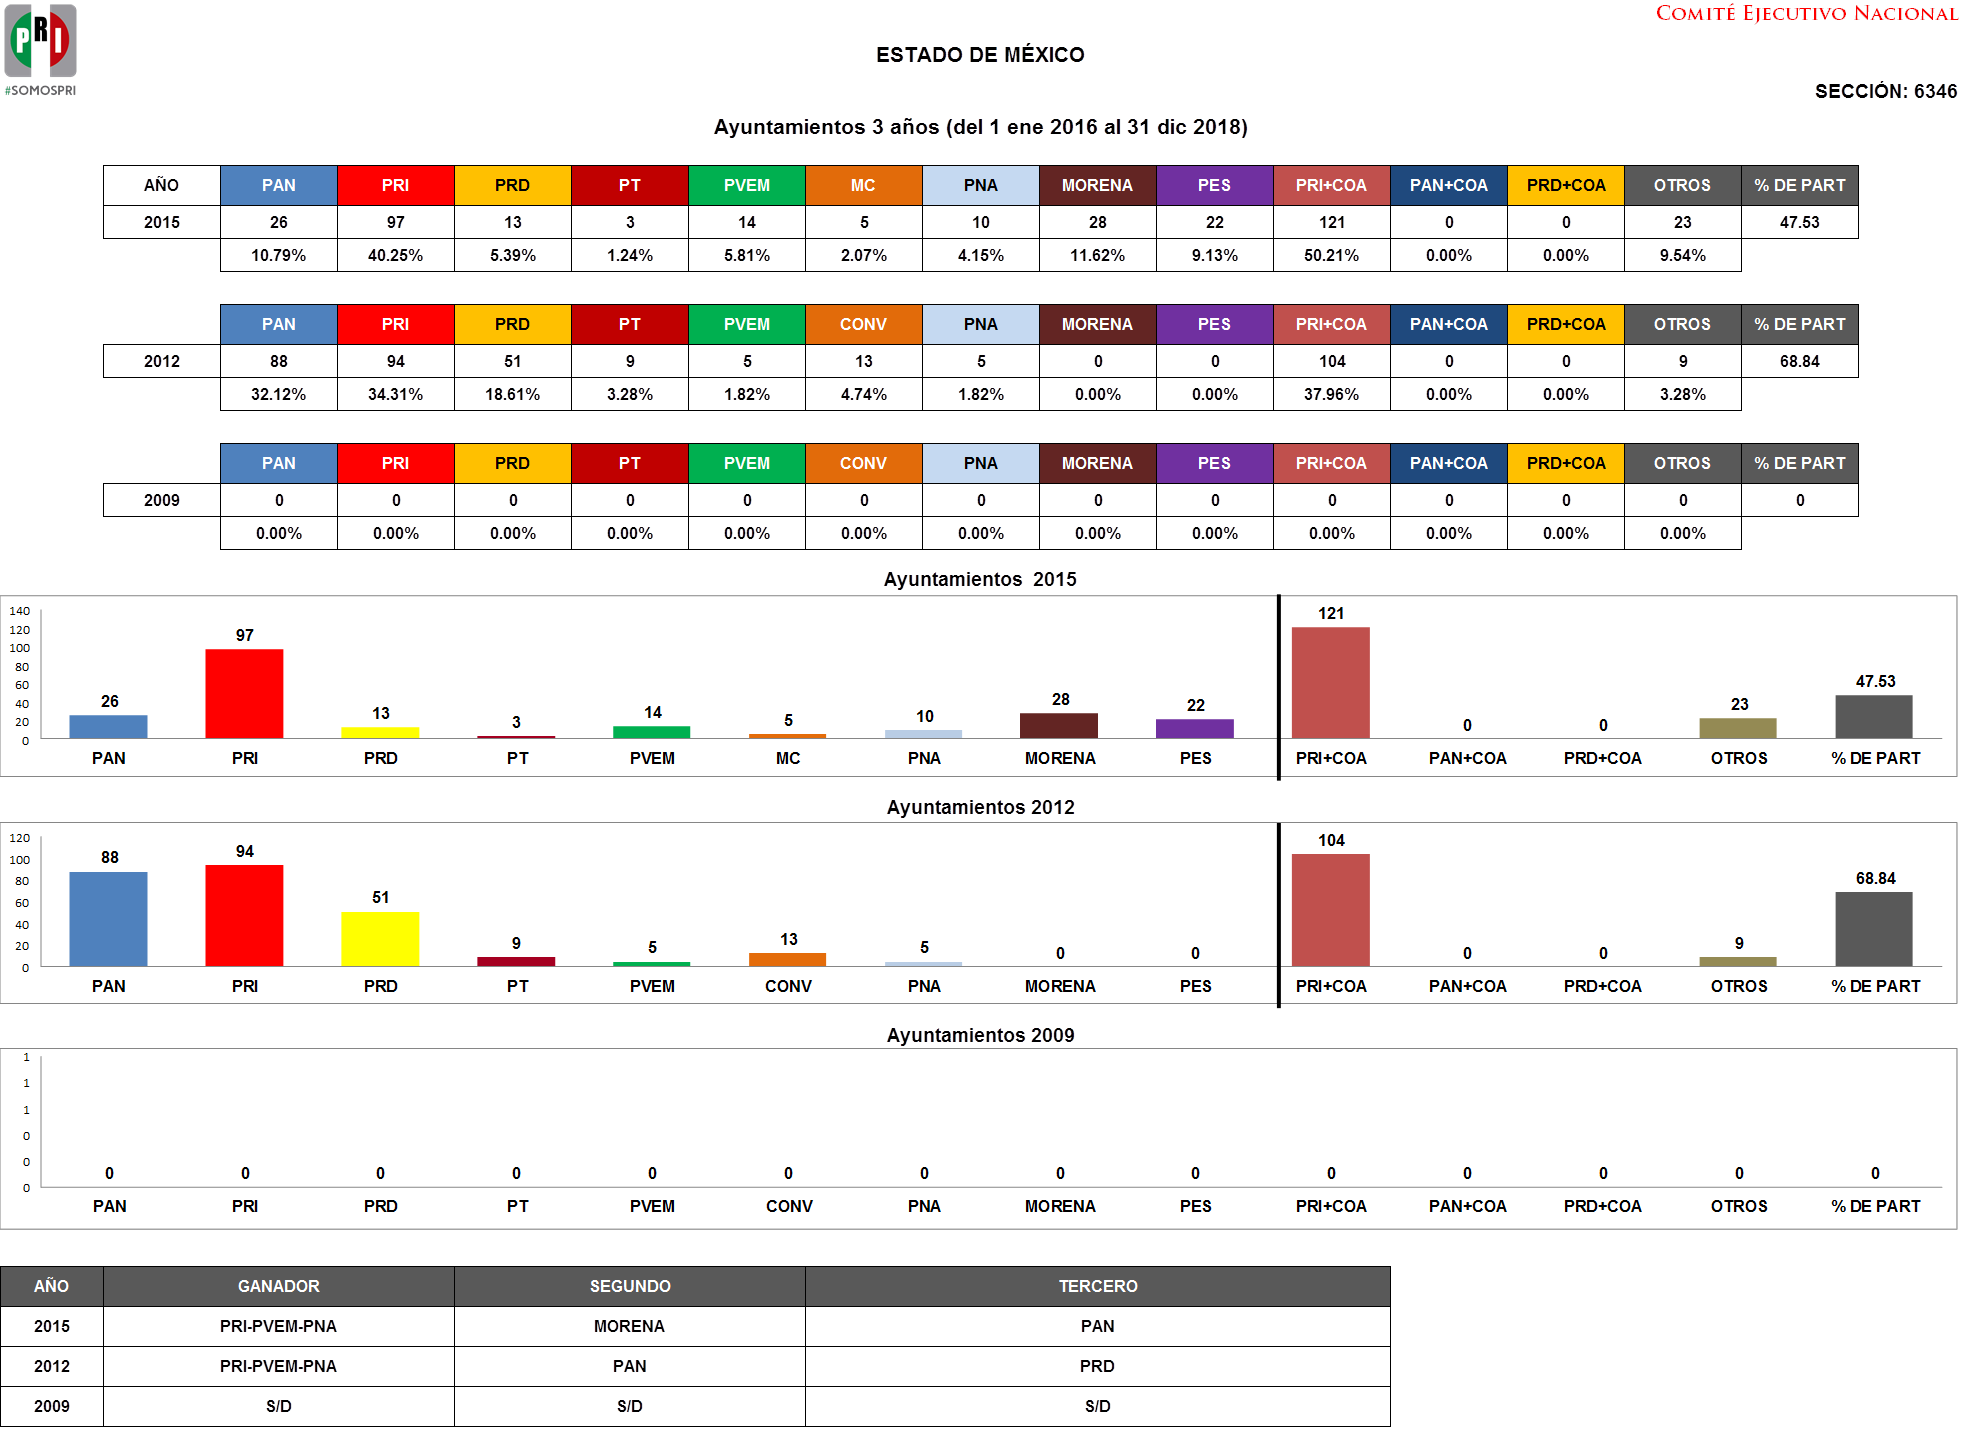 PRI
#SOMOSPRI
COMITÉ EJECUTIVO NACIONAL
ESTADO DE MÉXICO
SECCIÓN: 6346
Ayuntamientos 3 años (del 1 ene 2016 al 31 dic 2018)
AÑO PAN PRI PRD PT PVEM MC PNA MORENA PES PRI+COA PAN+COA PRD+COA OTROS % DE PART
2015 26 97 13 3 14 5 10 28 22 121 0 0 23 47.53
10.79% 40.25% 5.39% 1.24% 5.81% 2.07% 4.15% 11.62% 9.13% 50.21% 0.00% 0.00% 9.54%
PAN PRI PRD PT PVEM CONV PNA MORENA PES PRI+COA PAN+COA PRD+COA OTROS % DE PART
2012 88 94 51 9 5 13 5 0 0 104 0 0 9 68.84
32.12% 34.31% 18.61% 3.28% 1.82% 4.74% 1.82% 0.00% 0.00% 37.96% 0.00% 0.00% 3.28%
PAN PRI PRD PT PVEM CONV PNA MORENA PES PRI+COA PAN+COA PRD+COA OTROS % DE PART
2009 0 0 0 0 0 0 0 0 0 0 0 0 0 0
0.00% 0.00% 0.00% 0.00% 0.00% 0.00% 0.00% 0.00% 0.00% 0.00% 0.00% 0.00% 0.00%
Ayuntamientos 2015
140
120
100
80
60
40
20
0
26 97 13 3 14 5 10 28 22 121 0 0 23 47.53
PAN PRI PRD PT PVEM MC PNA MORENA PES PRI+COA PAN+COA PRD+COA OTROS % DE PART
Ayuntamientos 2012
120
100
80
60
40
20
0
88 94 51 9 5 13 5 0 0 104 0 0 9 68.84
PAN PRI PRD PT PVEM CONV PNA MORENA PES PRI+COA PAN+COA PRD+COA OTROS % DE PART
Ayuntamientos 2009
1
1
1
0
0
0
0 0 0 0 0 0 0 0 0 0 0 0 0 0
PAN PRI PRD PT PVEM CONV PNA MORENA PES PRI+COA PAN+COA PRD+COA OTROS % DE PART
AÑO GANADOR SEGUNDO TERCERO
2015 PRI-PVEM-PNA MORENA PAN
2012 PRI-PVEM-PNA PAN PRD
2009 S/D S/D S/D